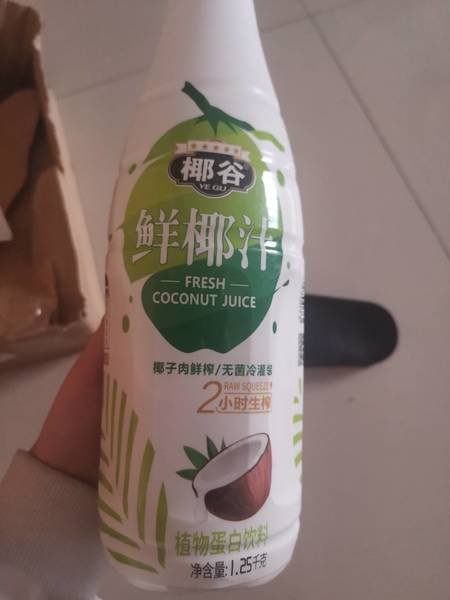 椰谷
YE GU
鲜椰汁
FRESH
COCONUT JUICE
椰子肉鲜榨/无菌冷灌装
RAW SQUEEZE
2小时生榨
植物蛋白饮料
净含量:1.25千克